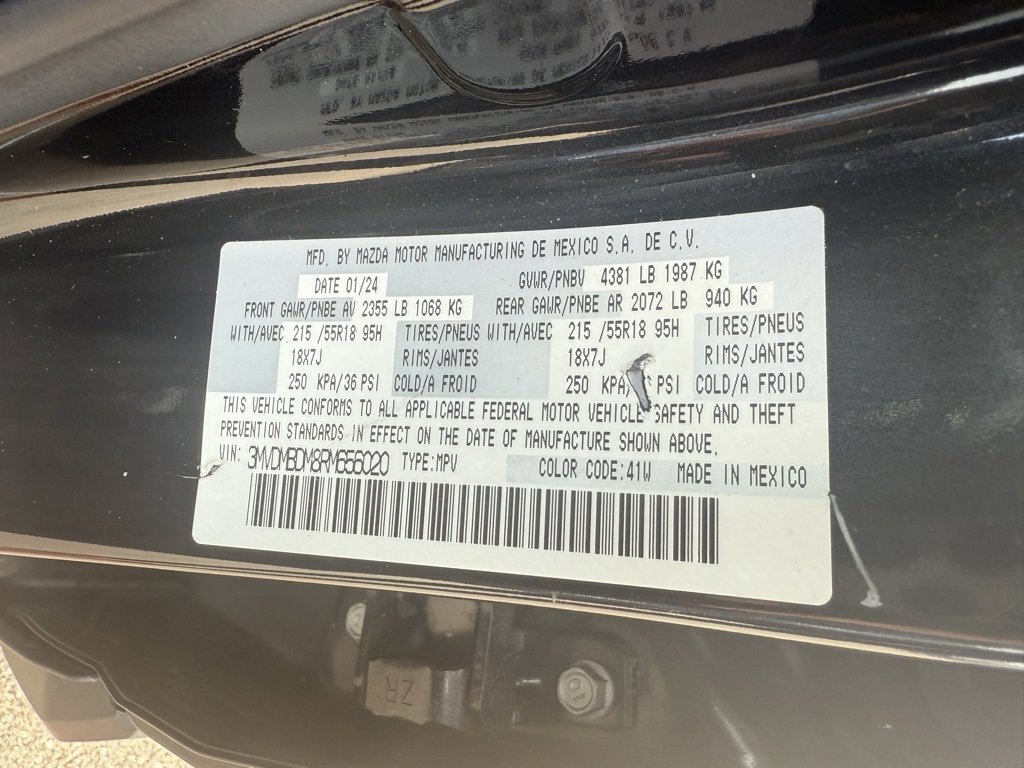 MFD. BY MAZDA MOTOR MANUFACTURING DE MEXICO S.A. DE C.V.
DATE 01/24 GVWR/PNBV 4381 LB 1987 KG
FRONT GAWR/PNBE AV 2355 LB 1068 KG REAR GAWR/PNBE AR 2072 LB 940 KG
WITH/AVEC 215 /55R18 95H TIRES/PNEUS WITH/AVEC 215 /55R18 95H TIRES/PNEUS
18X7J RIMS/JANTES 18X7J RIMS/JANTES
250 KPA/36 PSI COLD/A FROID 250 KPA/ PSI COLD/A FROID
THIS VEHICLE CONFORMS TO ALL APPLICABLE FEDERAL MOTOR VEHICLE SAFETY AND THEFT
PREVENTION STANDARDS IN EFFECT ON THE DATE OF MANUFACTURE SHOWN ABOVE.
VIN: 3MVDMBDM8RM656020 TYPE:MPV COLOR CODE:41W MADE IN MEXICO
ZR